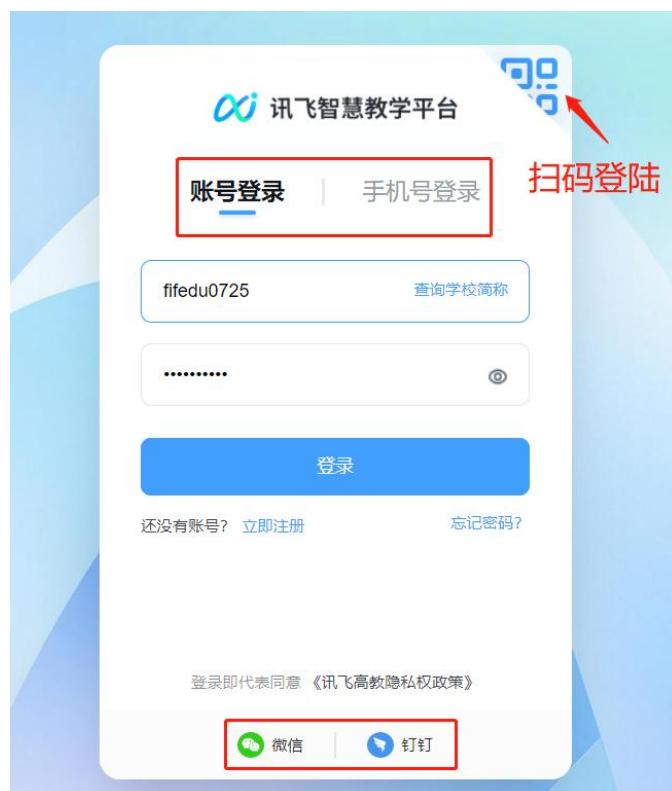 讯飞智慧教学平台
扫码登陆
账号登录 手机号登录
fifedu0725 查询学校简称
••••••••••
登录
还没有账号? 立即注册 忘记密码?
登录即代表同意 《讯飞高教隐私权政策》
微信 钉钉